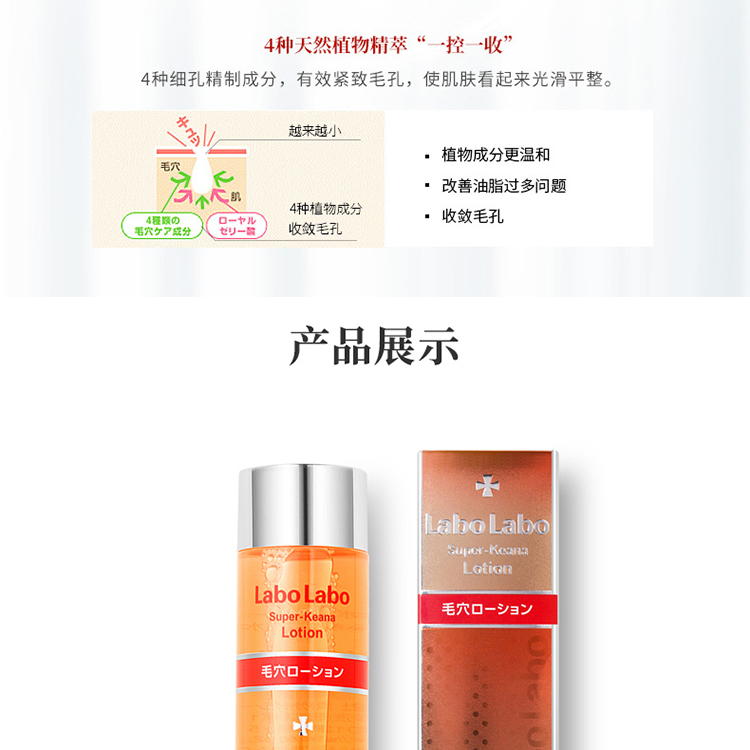 4种天然植物精萃“一控一收”
4种细孔精制成分，有效紧致毛孔，使肌肤看起来光滑平整。
キュッ
越来越小
毛穴
肌
4種類の
毛穴ケア成分
ローヤル
ゼリー酸
4种植物成分
收敛毛孔
▪ 植物成分更温和
▪ 改善油脂过多问题
▪ 收敛毛孔
产品展示
Labo Labo
Super-Keana
Lotion
毛穴ローション
Labo Labo
Super-Keana
Lotion
毛穴ローション